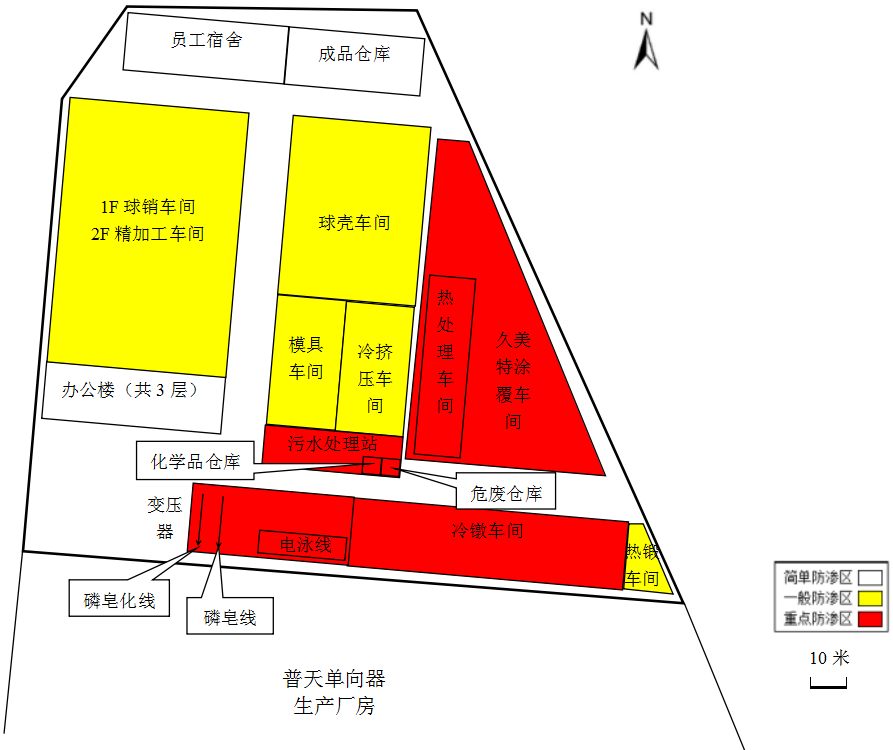 N
员工宿舍
成品仓库
1F 球销车间
2F 精加工车间
球壳车间
热
处
理
车
间
久美
特涂
覆车
间
模具
车间
冷挤
压车
间
办公楼（共 3 层）
污水处理站
化学品仓库
危废仓库
变压
器
冷镦车间
电泳线
热锻
车间
磷皂化线
磷皂线
简单防渗区
一般防渗区
重点防渗区
10 米
普天单向器
生产厂房